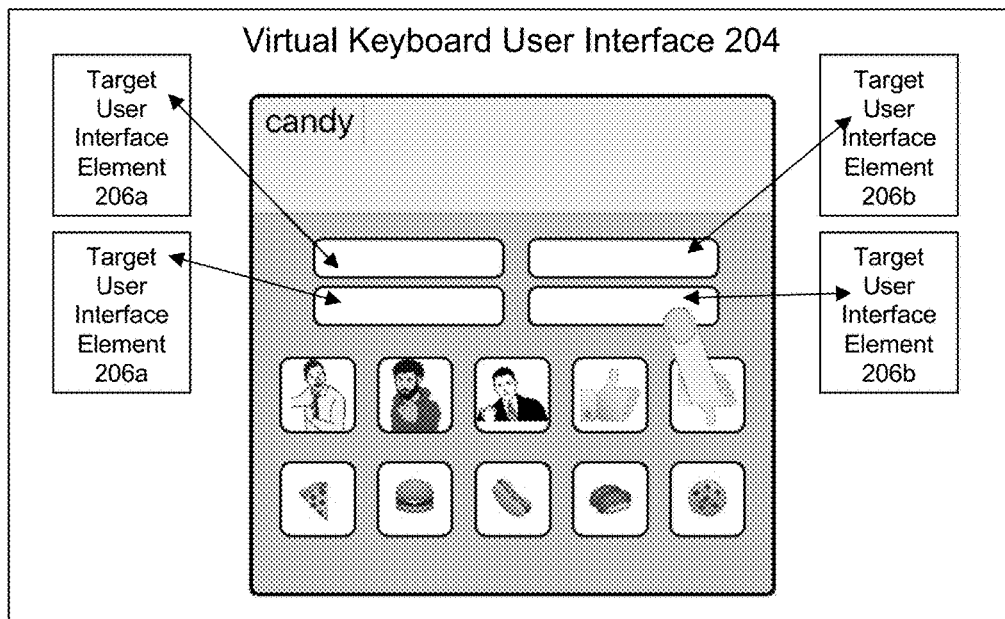 Virtual Keyboard User Interface 204
Target
User
Interface
Element
206a
Target
User
Interface
Element
206b
candy
Target
User
Interface
Element
206a
Target
User
Interface
Element
206b